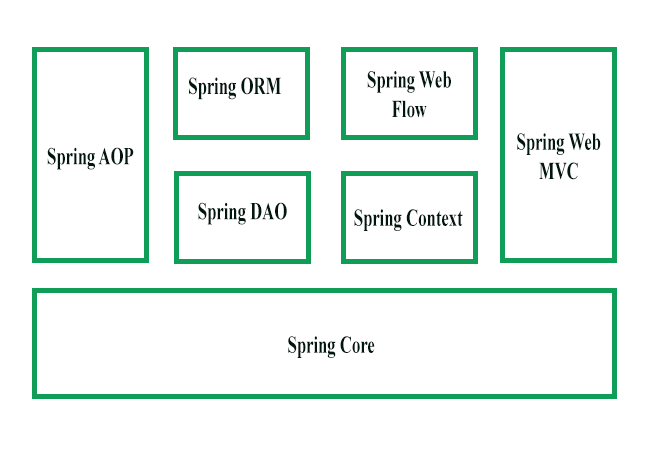 Spring AOP
Spring ORM
Spring Web
Flow
Spring Web
MVC
Spring DAO
Spring Context
Spring Core